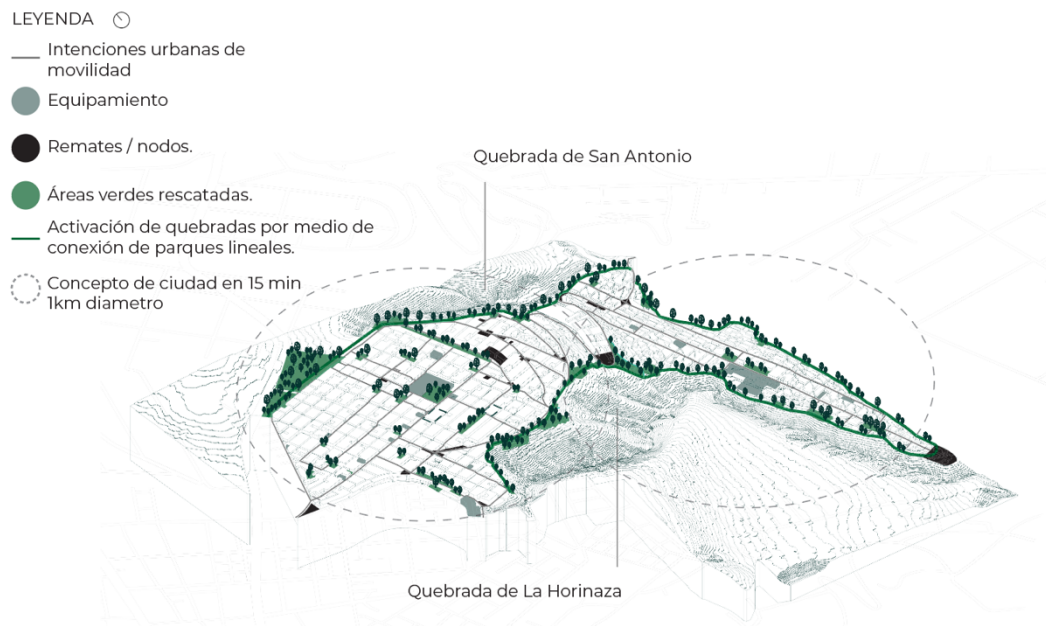 LEYENDA
Intenciones urbanas de
movilidad
Equipamiento
Remates / nodos.
Áreas verdes rescatadas.
Activación de quebradas por medio de
conexión de parques lineales.
Concepto de ciudad en 15 min
1km diametro
Quebrada de San Antonio
Quebrada de La Horinaza